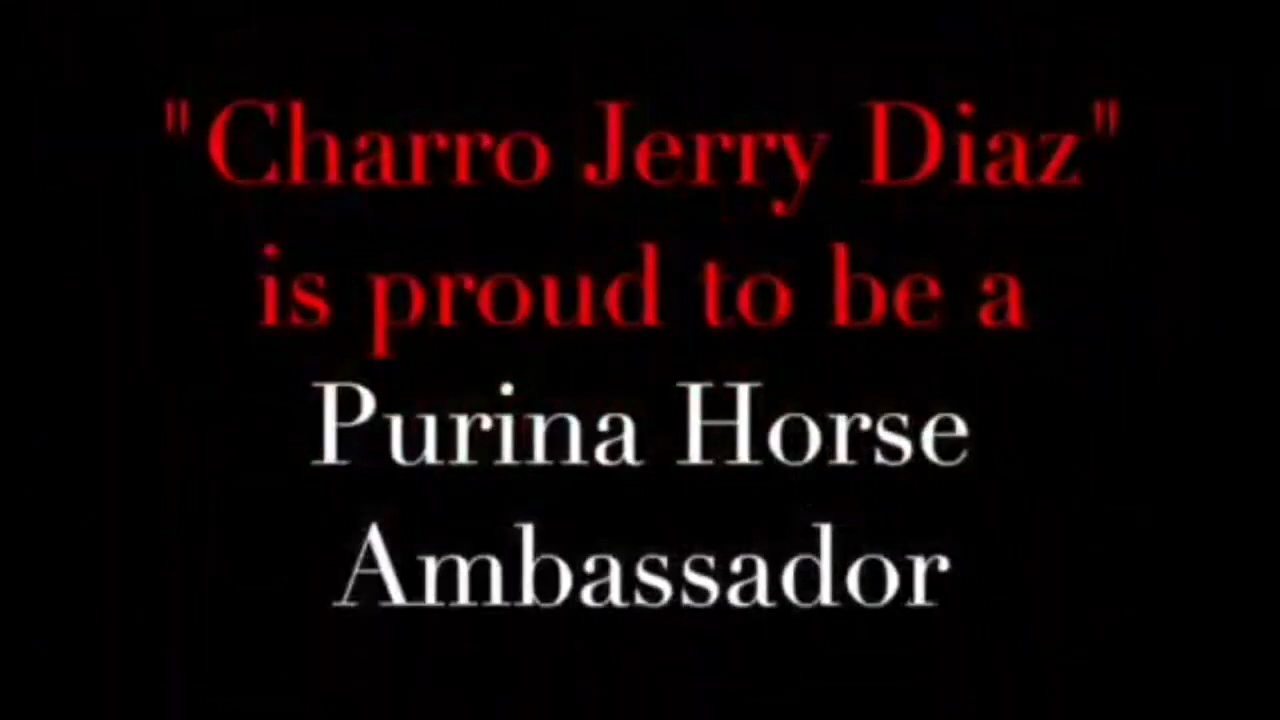 "Charro Jerry Diaz"
is proud to be a
Purina Horse
Ambassador